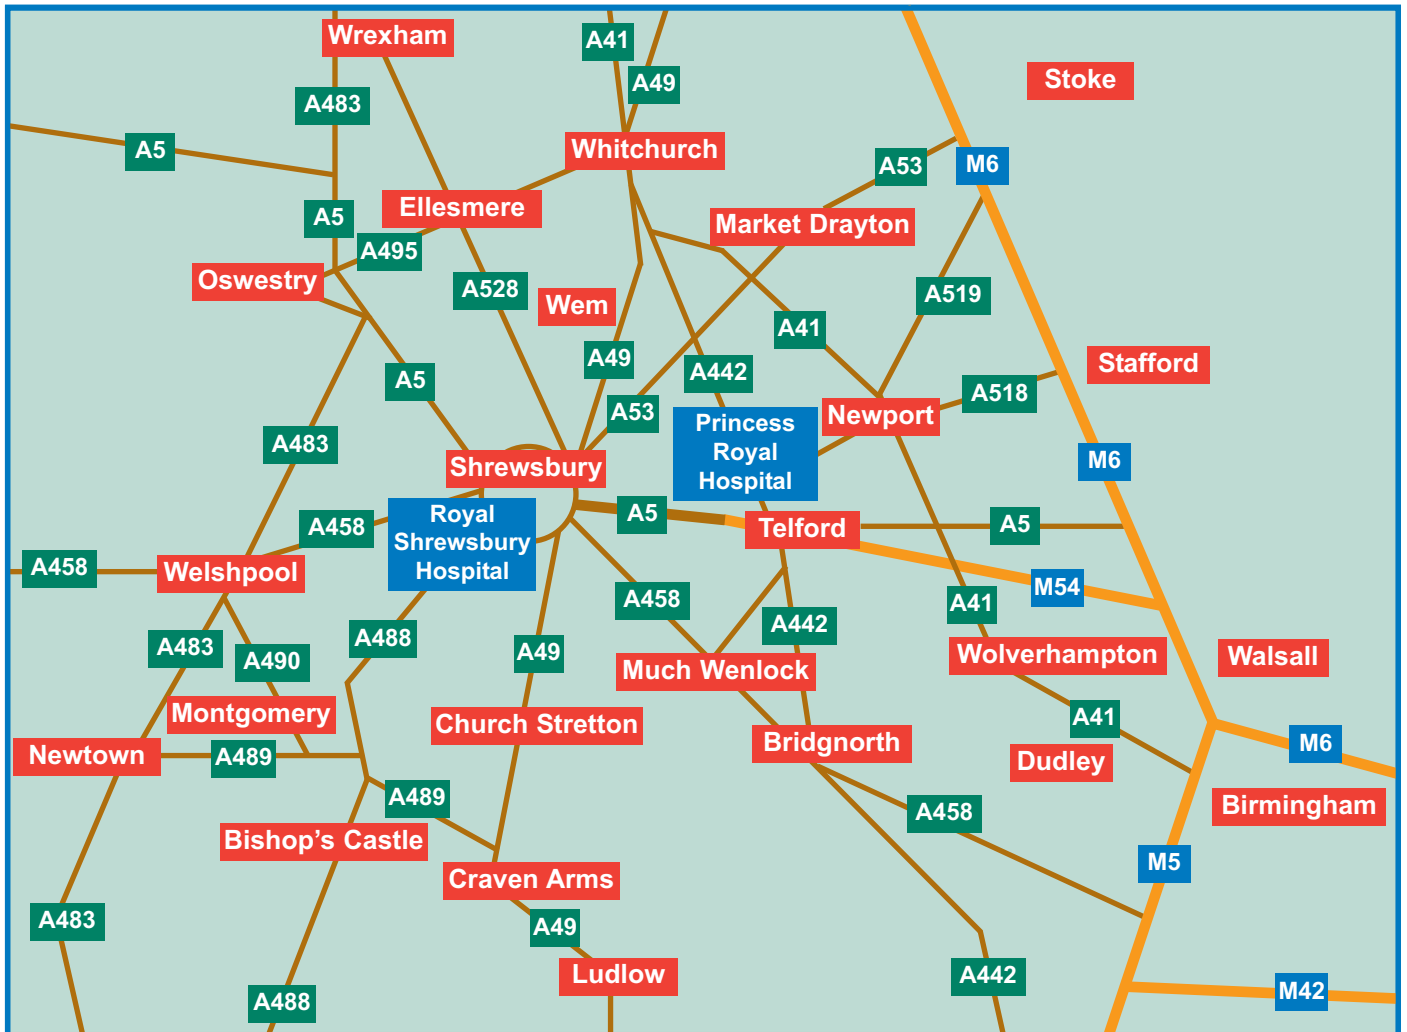 Wrexham
A41
Stoke
A49
A483
A5
Whitchurch
A53
M6
A5
Ellesmere
Market Drayton
A495
Oswestry
A528
Wem
A519
A41
A49
A442
Stafford
A5
A518
A53
Newport
Princess
Royal
Hospital
A483
M6
Shrewsbury
Royal
Shrewsbury
Hospital
A5
A458
Telford
A5
A458
Welshpool
M54
A458
A41
A442
A488
A483
A490
A49
Wolverhampton
Walsall
Much Wenlock
Montgomery
Church Stretton
A41
Newtown
A489
Bridgnorth
M6
Dudley
A489
Birmingham
A458
Bishop’s Castle
M5
Craven Arms
A483
A49
Ludlow
A442
M42
A488